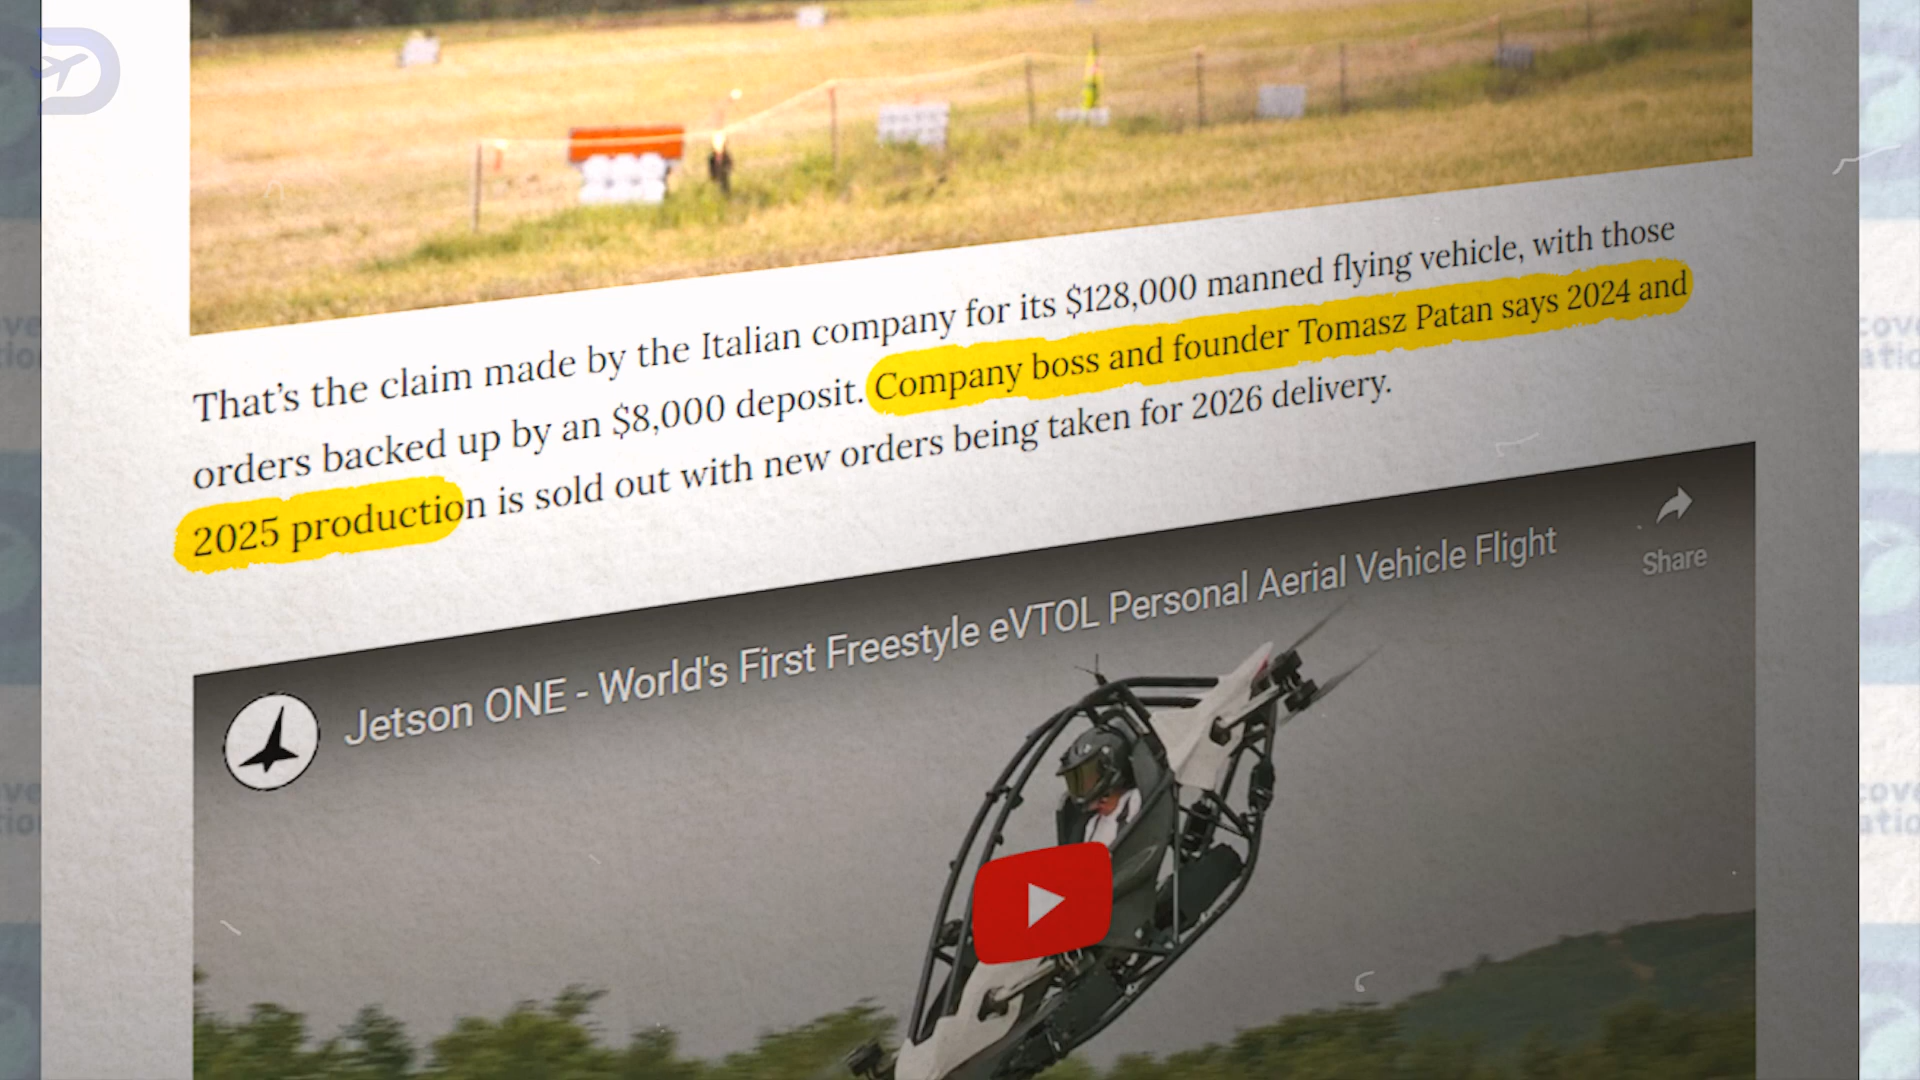 That's the claim made by the Italian company for its $128,000 manned flying vehicle, with those
orders backed up by an $8,000 deposit. Company boss and founder Tomasz Patan says 2024 and
2025 production is sold out with new orders being taken for 2026 delivery.
Jetson ONE - World's First Freestyle eVTOL Personal Aerial Vehicle Flight
Share